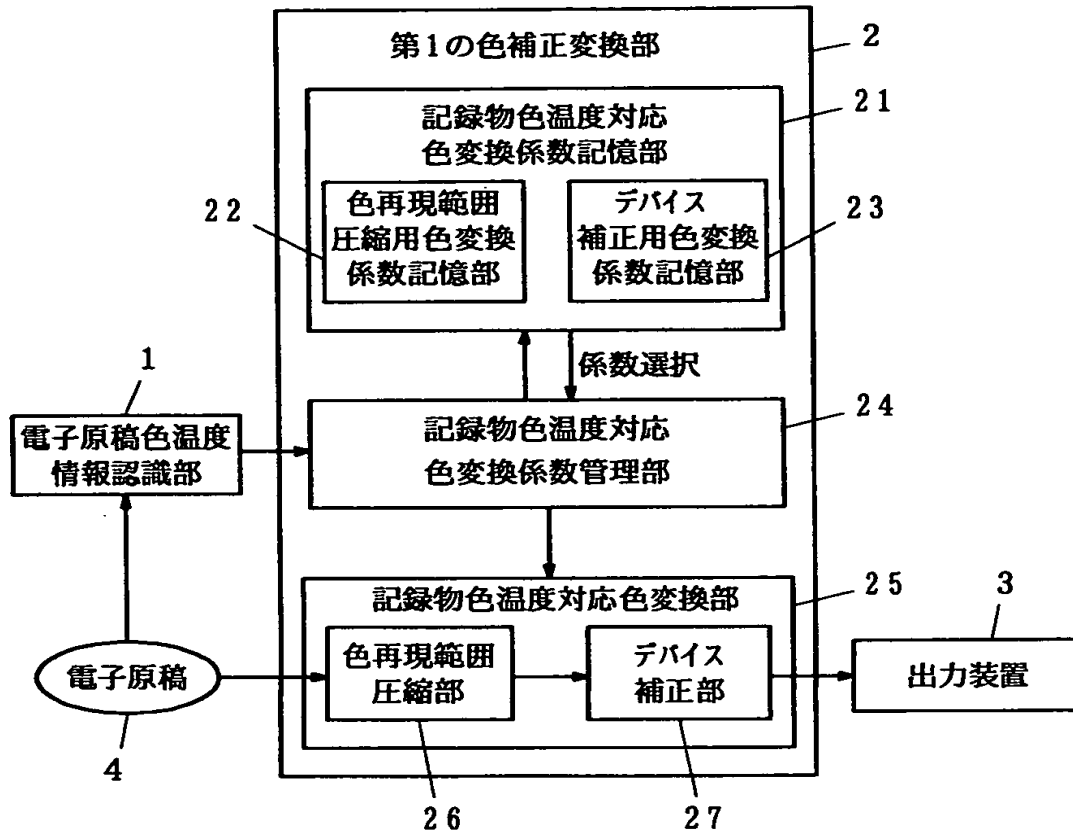 第1の色補正変換部
2
記録物色温度対応
色変換係数記憶部
21
色再現範囲
圧縮用色変換
係数記憶部
22
デバイス
補正用色変換
係数記憶部
23
係数選択
1
電子原稿色温度
情報認識部
記録物色温度対応
色変換係数管理部
24
記録物色温度対応色変換部
25
電子原稿
4
色再現範囲
圧縮部
26
デバイス
補正部
27
3
出力装置